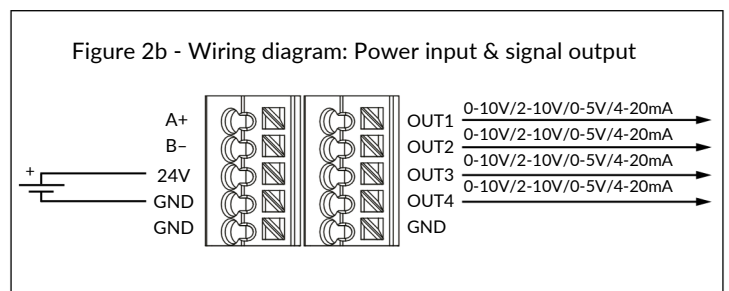 Figure 2b - Wiring diagram: Power input & signal output
A+
B–
24V
GND
GND
+
OUT1 0-10V/2-10V/0-5V/4-20mA
OUT2 0-10V/2-10V/0-5V/4-20mA
OUT3 0-10V/2-10V/0-5V/4-20mA
OUT4 0-10V/2-10V/0-5V/4-20mA
GND